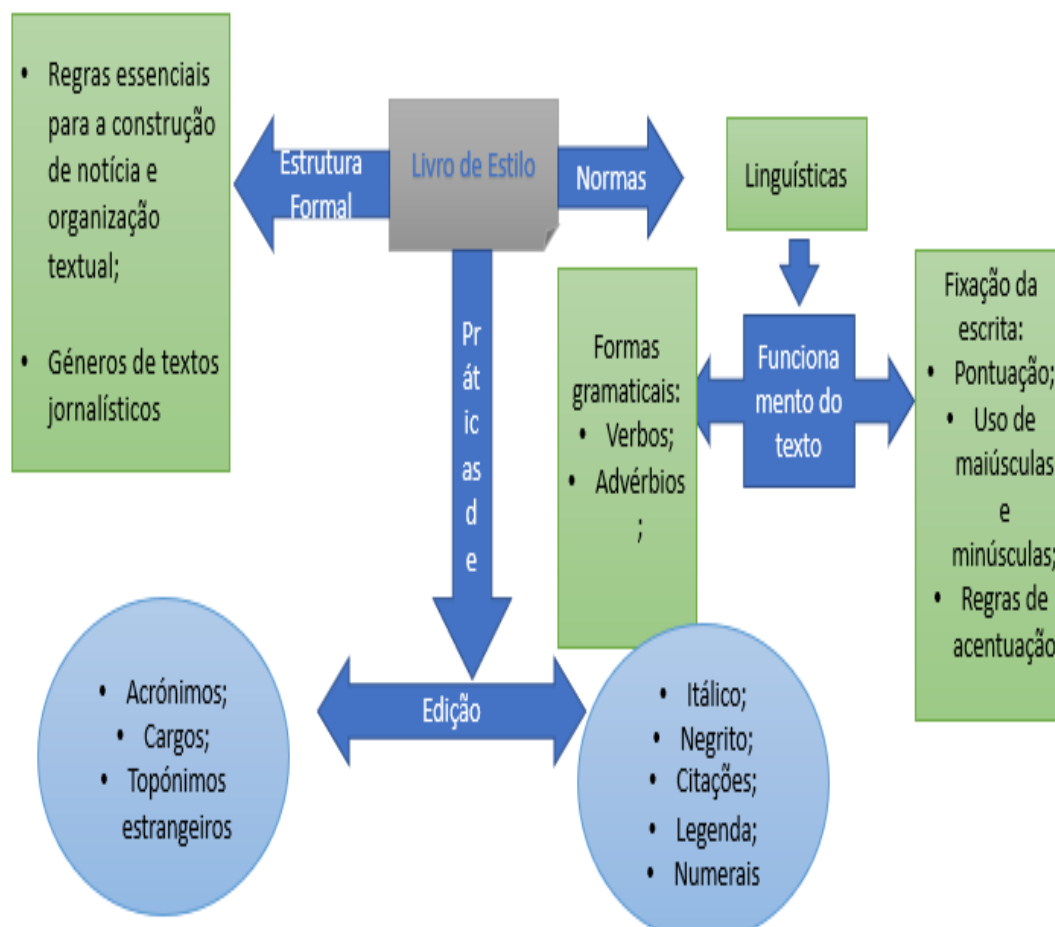 • Regras essenciais
para a construção
de notícia e
organização
textual;
• Géneros de textos
jornalísticos
Estrutura
Formal
Livro de Estilo
Normas
Linguísticas
Pr
át
ic
as
d
e
Formas
gramaticais:
• Verbos;
• Advérbios
;
Funciona
mento do
texto
Fixação da
escrita:
• Pontuação;
• Uso de
maiúsculas
e
minúsculas;
• Regras de
acentuação
Edição
• Acrónimos;
• Cargos;
• Topónimos
estrangeiros
• Itálico;
• Negrito;
• Citações;
• Legenda;
• Numerais